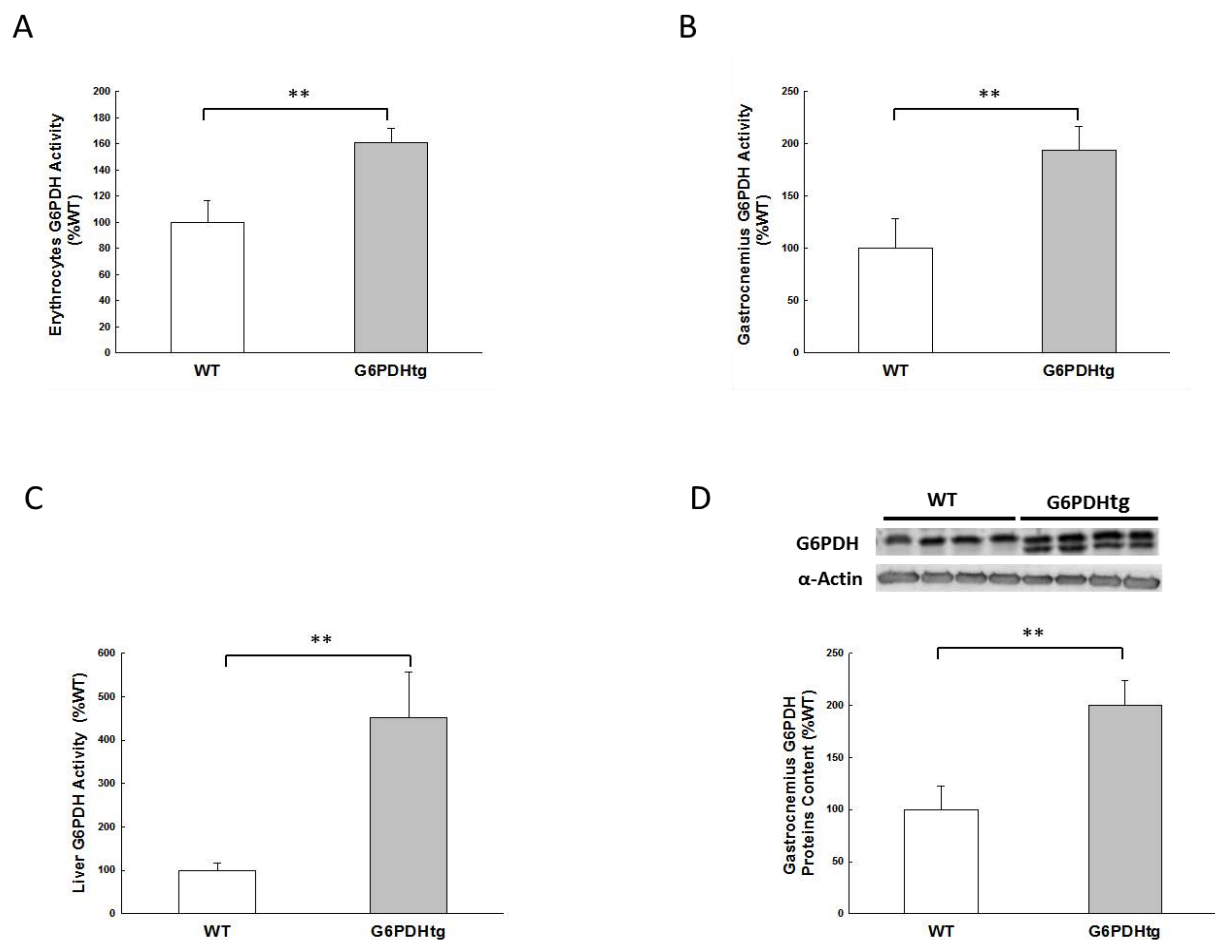 A
200
180
160
140
120
100
80
60
40
20
0
Erythrocytes G6PDH Activity
(%WT)
**
WT G6PDHtg
B
250
200
150
100
50
0
Gastrocnemius G6PDH Activity
(%WT)
**
WT G6PDHtg
C
600
500
400
300
200
100
0
Liver G6PDH Activity (%WT)
**
WT G6PDHtg
D
WT G6PDHtg
G6PDH
α-Actin
250
200
150
100
50
0
Gastrocnemius G6PDH
Proteins Content (%WT)
**
WT G6PDHtg